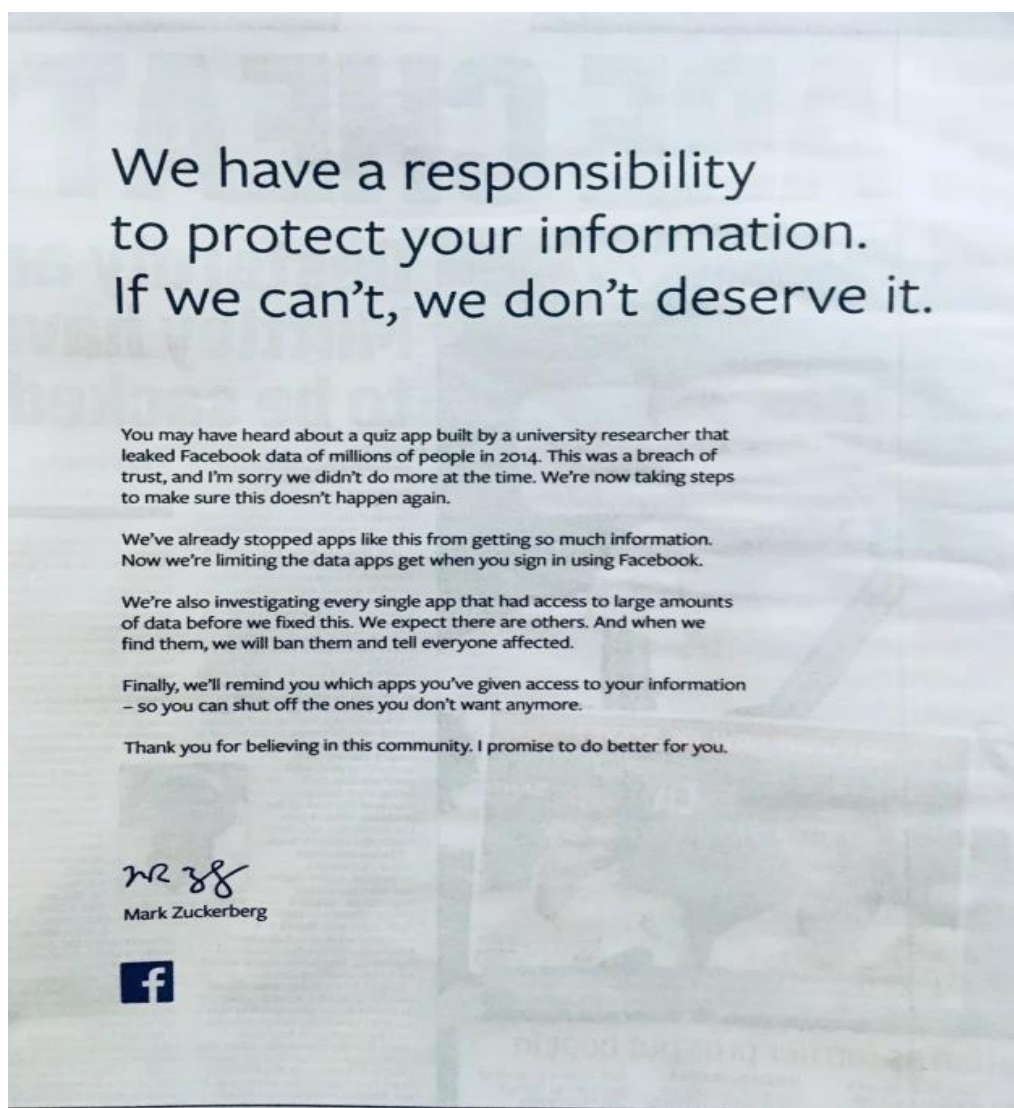 We have a responsibility
to protect your information.
If we can't, we don't deserve it.
You may have heard about a quiz app built by a university researcher that
leaked Facebook data of millions of people in 2014. This was a breach of
trust, and I'm sorry we didn't do more at the time. We're now taking steps
to make sure this doesn't happen again.
We've already stopped apps like this from getting so much information.
Now we're limiting the data apps get when you sign in using Facebook.
We're also investigating every single app that had access to large amounts
of data before we fixed this. We expect there are others. And when we
find them, we will ban them and tell everyone affected.
Finally, we'll remind you which apps you've given access to your information
– so you can shut off the ones you don't want anymore.
Thank you for believing in this community. I promise to do better for you.
Mark Zuckerberg
f